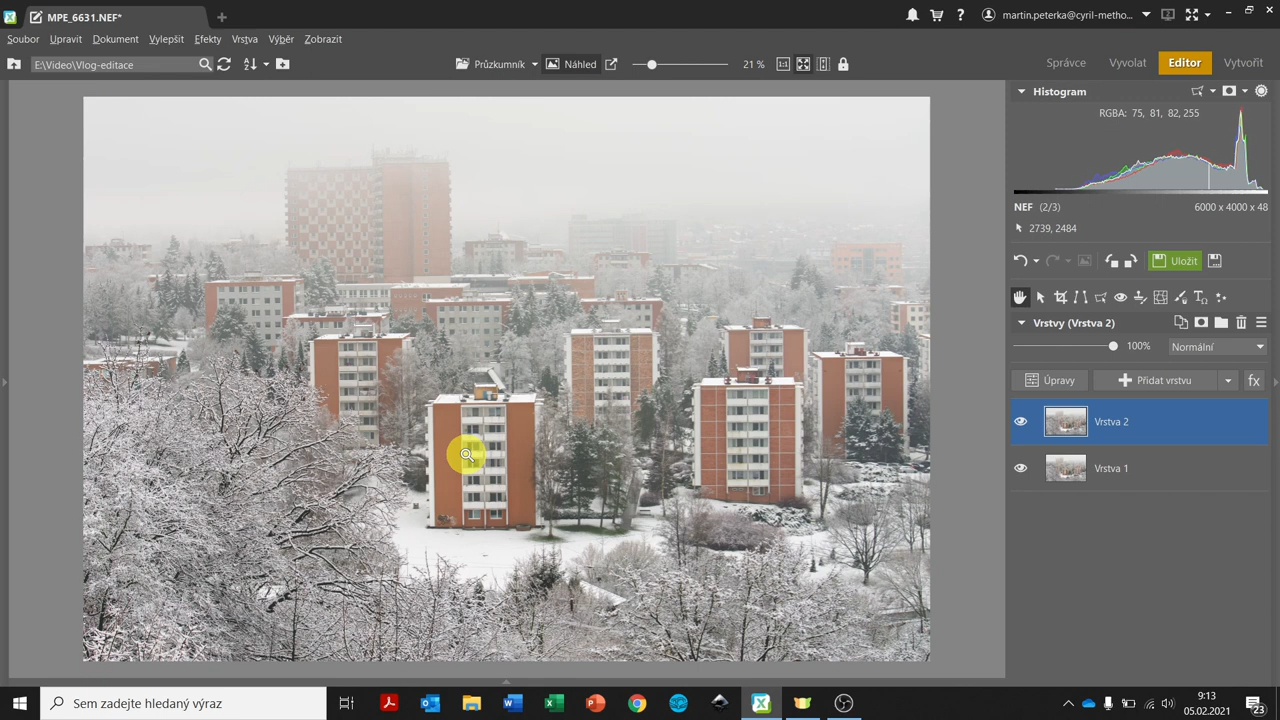 MPE_6631.NEF*
martin.peterka@cyril-metho...
Soubor Upravit Dokument Vylepšit Efekty Vrstva Výběr Zobrazit
E:\Video\Vlog-editace
Průzkumník
Náhled
21 %
Správce Vyvolat Editor Vytvořit
Histogram
RGBA: 75, 81, 82, 255
NEF (2/3) 6000 x 4000 x 48
2739, 2484
Uložit
Vrstvy (Vrstva 2)
100% Normální
Úpravy Přidat vrstvu fx
Vrstva 2
Vrstva 1
Sem zadejte hledaný výraz
9:13
05.02.2021
23